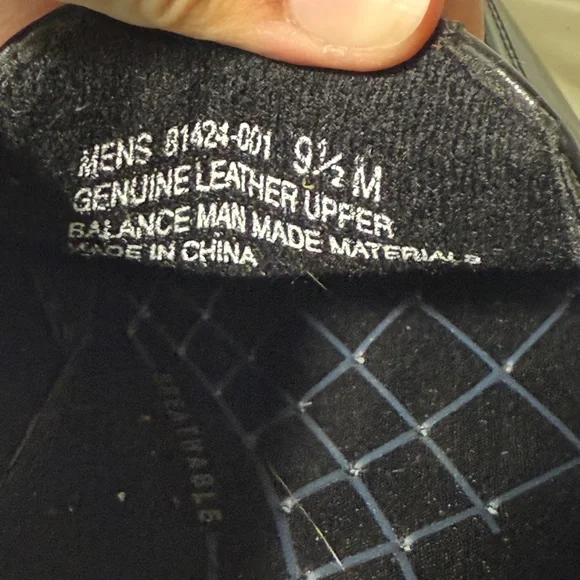 MENS 81424-001 9½ M
GENUINE LEATHER UPPER
BALANCE MAN MADE MATERIALS
MADE IN CHINA
BREATHABLE